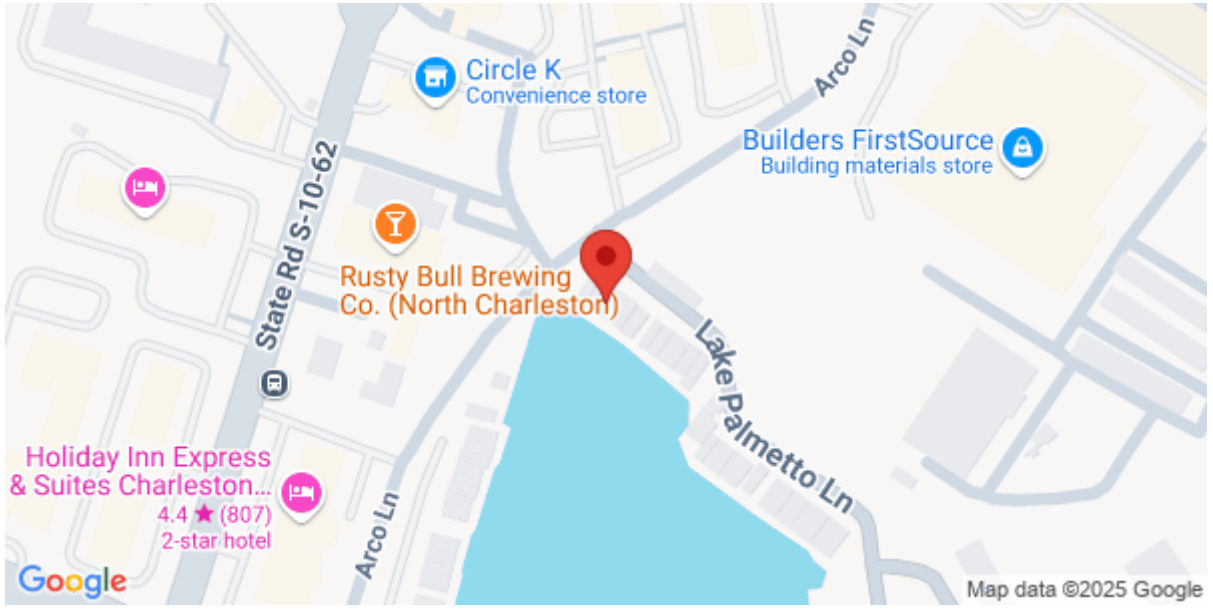 Circle K
Convenience store
Arco Ln
Builders FirstSource
Building materials store
State Rd S-10-62
Rusty Bull Brewing
Co. (North Charleston)
Lake Palmetto Ln
Holiday Inn Express
& Suites Charleston...
4.4 ★ (807)
2-star hotel
Arco Ln
Google
Map data ©2025 Google